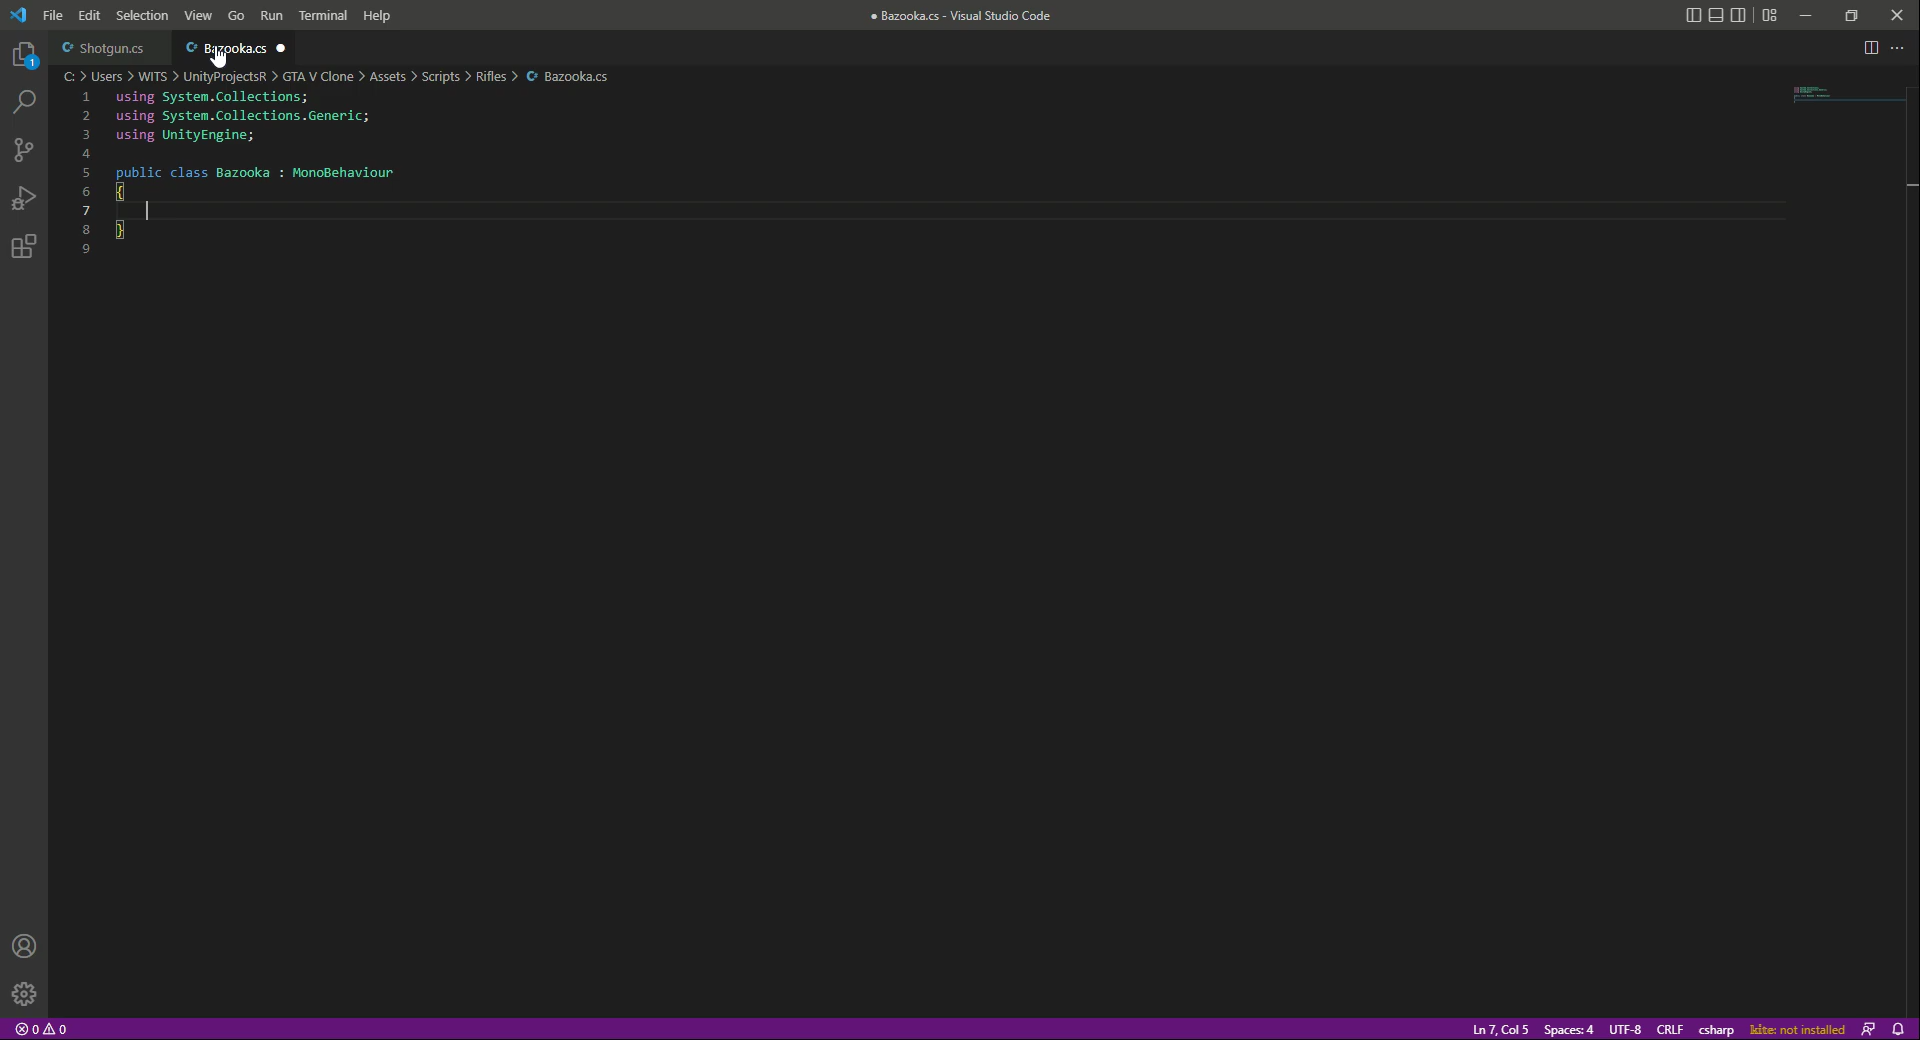 File Edit Selection View Go Run Terminal Help ● Bazooka.cs - Visual Studio Code
C# Shotgun.cs C# Bazooka.cs ●
1
C: > Users > WITS > UnityProjectsR > GTA V Clone > Assets > Scripts > Rifles > C# Bazooka.cs
1 using System.Collections;
2 using System.Collections.Generic;
3 using UnityEngine;
4
5 public class Bazooka : MonoBehaviour
6 {
7
8 }
9
0 0 Ln 7, Col 5 Spaces: 4 UTF-8 CRLF csharp kite: not installed